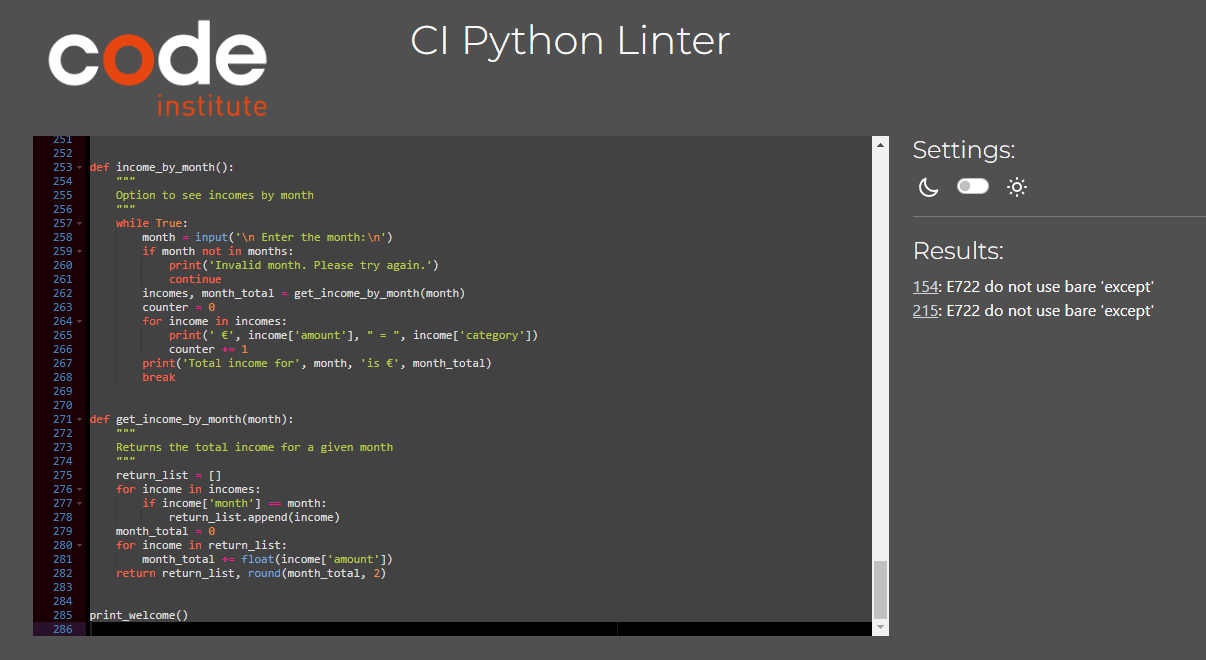 code
institute
CI Python Linter
251
252
253 def income_by_month():
254     """
255     Option to see incomes by month
256     """
257     while True:
258         month = input('\n Enter the month:\n')
259         if month not in months:
260             print('Invalid month. Please try again.')
261             continue
262         incomes, month_total = get_income_by_month(month)
263         counter = 0
264         for income in incomes:
265             print(' €', income['amount'], " = ", income['category'])
266             counter += 1
267         print('Total income for', month, 'is €', month_total)
268         break
269
270
271 def get_income_by_month(month):
272     """
273     Returns the total income for a given month
274     """
275     return_list = []
276     for income in incomes:
277         if income['month'] == month:
278             return_list.append(income)
279     month_total = 0
280     for income in return_list:
281         month_total += float(income['amount'])
282     return return_list, round(month_total, 2)
283
284
285 print_welcome()
286
Settings:
Results:
154: E722 do not use bare 'except'
215: E722 do not use bare 'except'